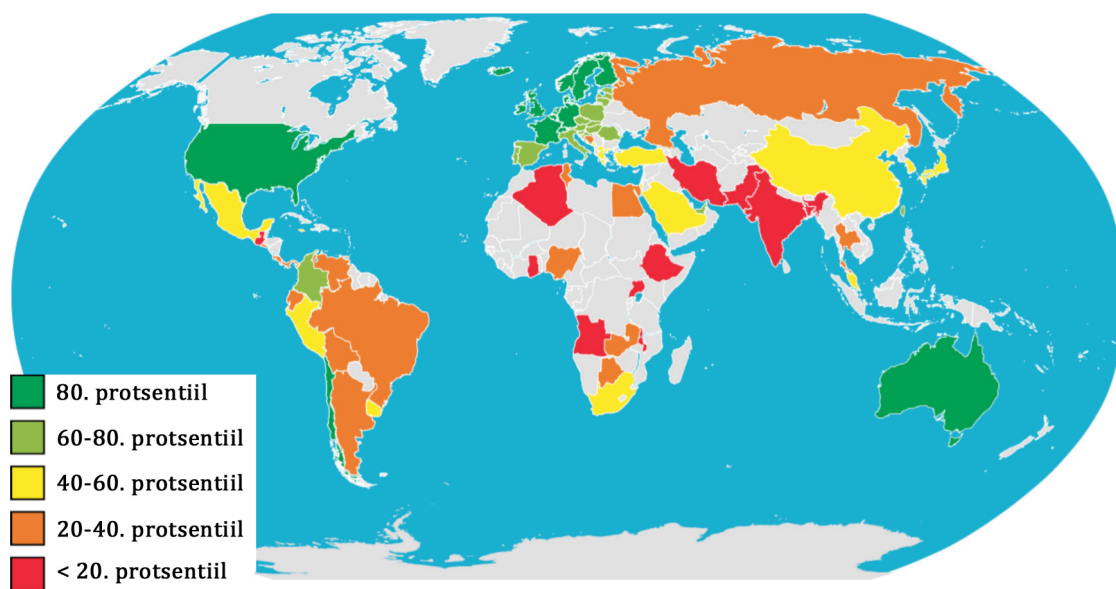 80. protsentiil
60-80. protsentiil
40-60. protsentiil
20-40. protsentiil
< 20. protsentiil